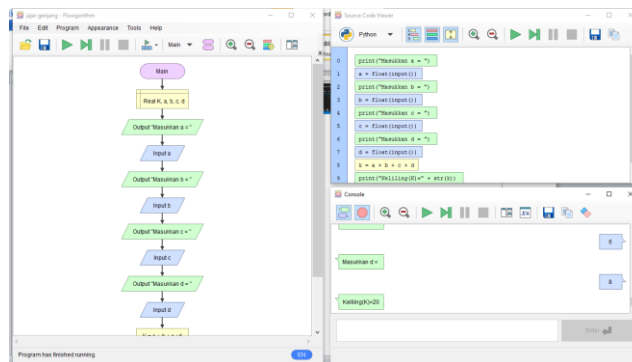 jajar genjang - Flowgorithm
File Edit Program Appearance Tools Help
Main
Main
Real K, a, b, c, d
Output "Masukkan a = "
Input a
Output "Masukkan b = "
Input b
Output "Masukkan c = "
Input c
Output "Masukkan d = "
Input d
Program has finished running.
EN
Source Code Viewer
Python
0 print("Masukkan a = ")
1 a = float(input())
2 print("Masukkan b = ")
3 b = float(input())
4 print("Masukkan c = ")
5 c = float(input())
6 print("Masukkan d = ")
7 d = float(input())
8 k = a + b + c + d
9 print("Keliling(K)=" + str(k))
Console
6
Masukkan d =
8
Keliling(K)=28
Enter